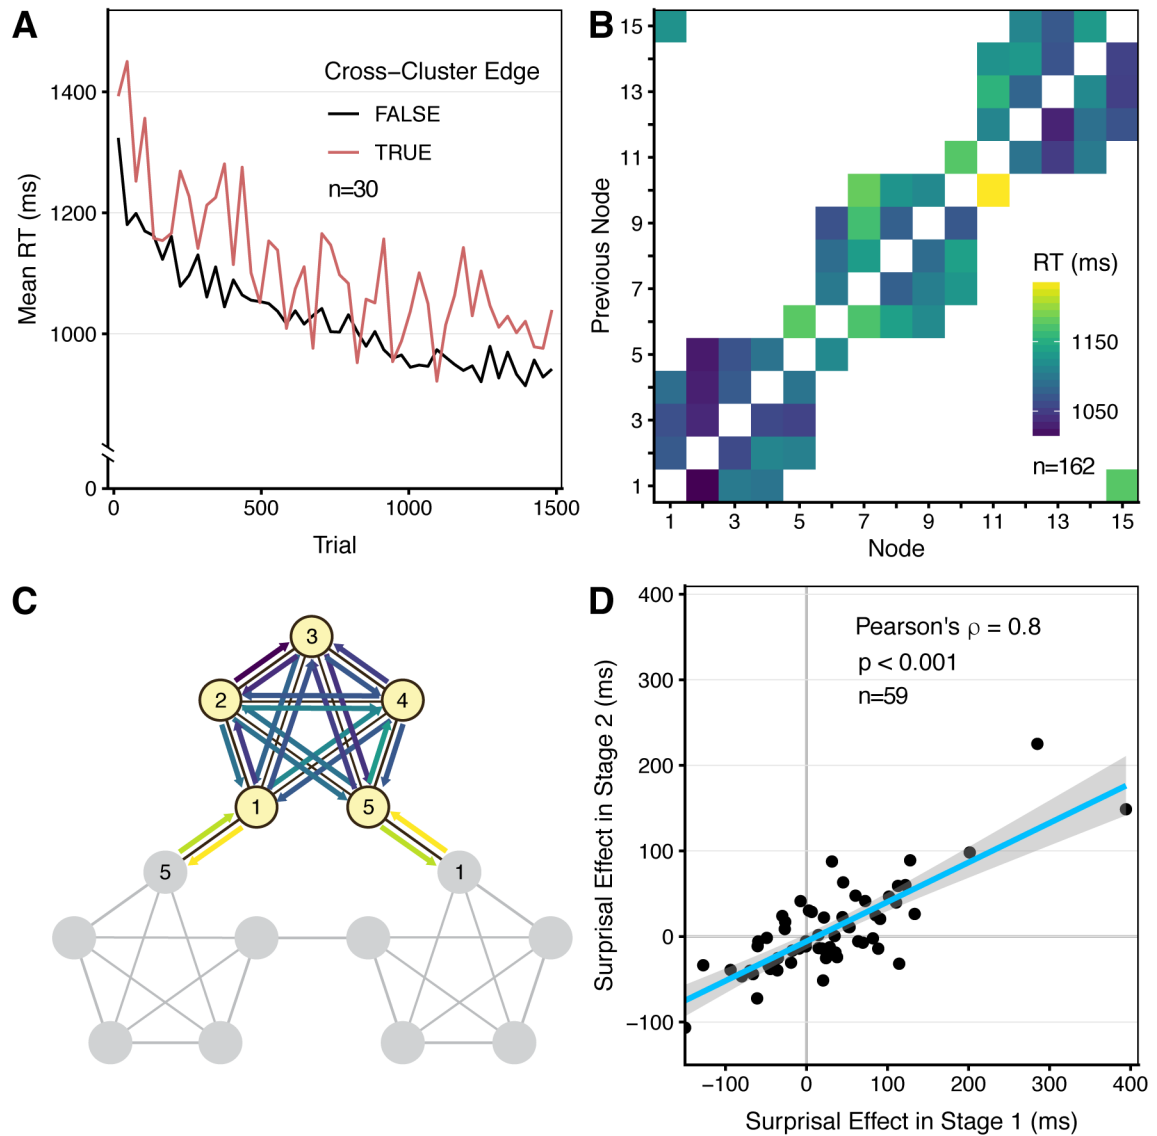 A
Mean RT (ms)
1400
1200
1000
0
Cross−Cluster Edge
FALSE
TRUE
n=30
0
500
1000
1500
Trial
B
Previous Node
15
13
11
9
7
5
3
1
RT (ms)
1150
1050
n=162
1
3
5
7
9
11
13
15
Node
C
3
2
4
1
5
5
1
D
Surprisal Effect in Stage 2 (ms)
400
300
200
100
0
−100
Pearson's ρ = 0.8
p < 0.001
n=59
−100
0
100
200
300
400
Surprisal Effect in Stage 1 (ms)